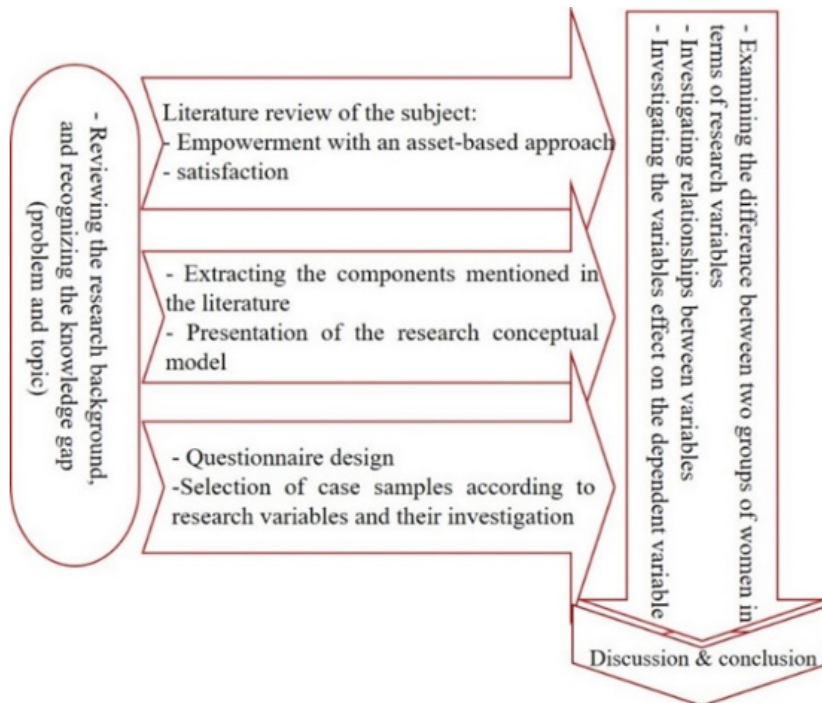 - Reviewing the research background,
and recognizing the knowledge gap
(problem and topic)
Literature review of the subject:
- Empowerment with an asset-based approach
- satisfaction
- Extracting the components mentioned in
the literature
- Presentation of the research conceptual
model
- Questionnaire design
-Selection of case samples according to
research variables and their investigation
- Examining the difference between two groups of women in
terms of research variables
- Investigating relationships between variables
- Investigating the variables effect on the dependent variable
Discussion & conclusion